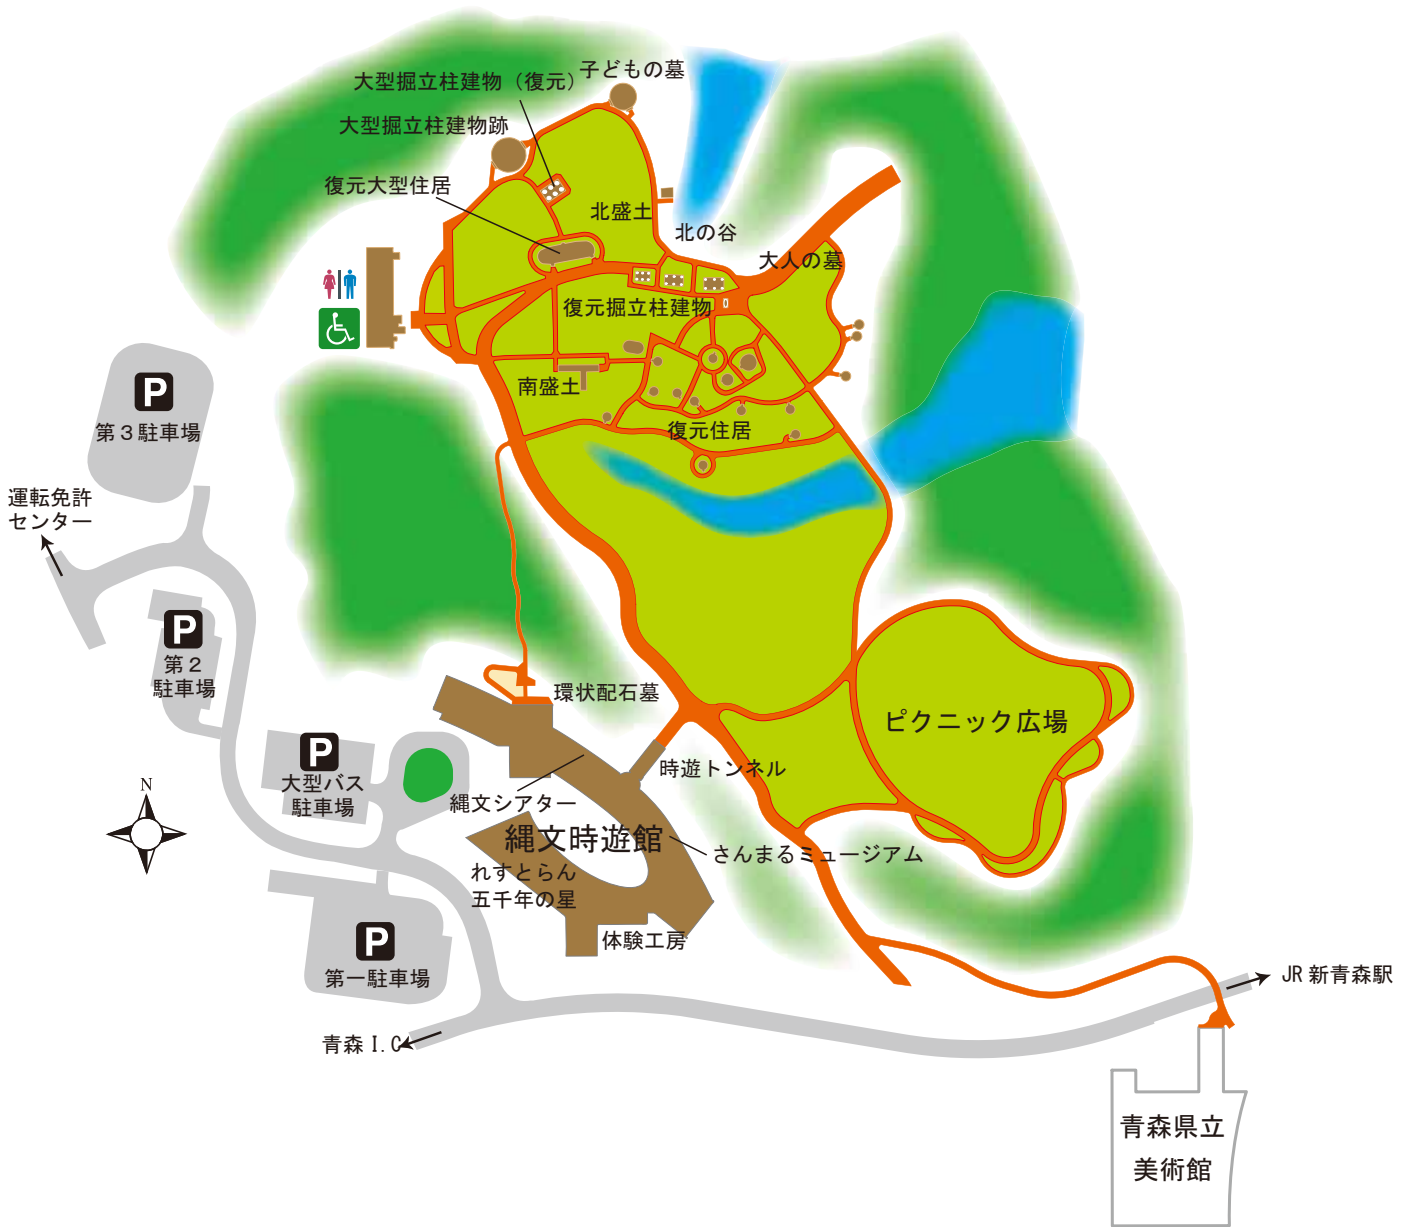 子どもの墓
大型掘立柱建物（復元）
大型掘立柱建物跡
復元大型住居
北盛土
北の谷
大人の墓
復元掘立柱建物
南盛土
復元住居
P
第３駐車場
運転免許
センター
P
第２
駐車場
環状配石墓
ピクニック広場
P
大型バス
駐車場
時遊トンネル
N
縄文シアター
縄文時遊館
さんまるミュージアム
れすとらん
五千年の星
体験工房
P
第一駐車場
JR 新青森駅
青森 I.C
青森県立
美術館